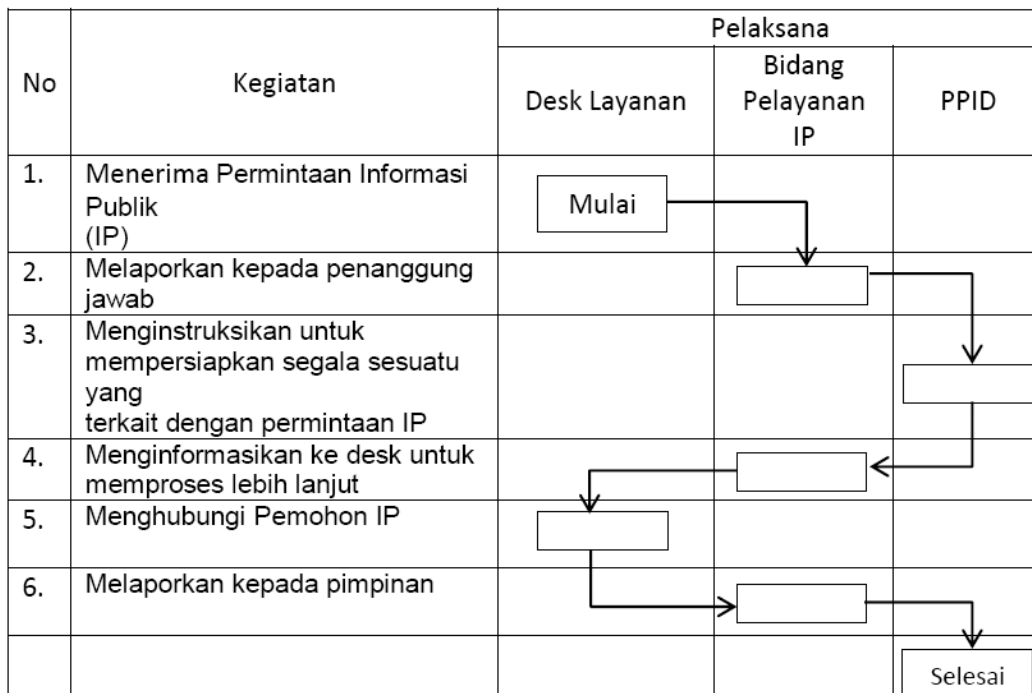 No
Kegiatan
Pelaksana
Desk Layanan
Bidang
Pelayanan
IP
PPID
1.
Menerima Permintaan Informasi
Publik
(IP)
Mulai
2.
Melaporkan kepada penanggung
jawab
3.
Menginstruksikan untuk
mempersiapkan segala sesuatu
yang
terkait dengan permintaan IP
4.
Menginformasikan ke desk untuk
memproses lebih lanjut
5.
Menghubungi Pemohon IP
6.
Melaporkan kepada pimpinan
Selesai